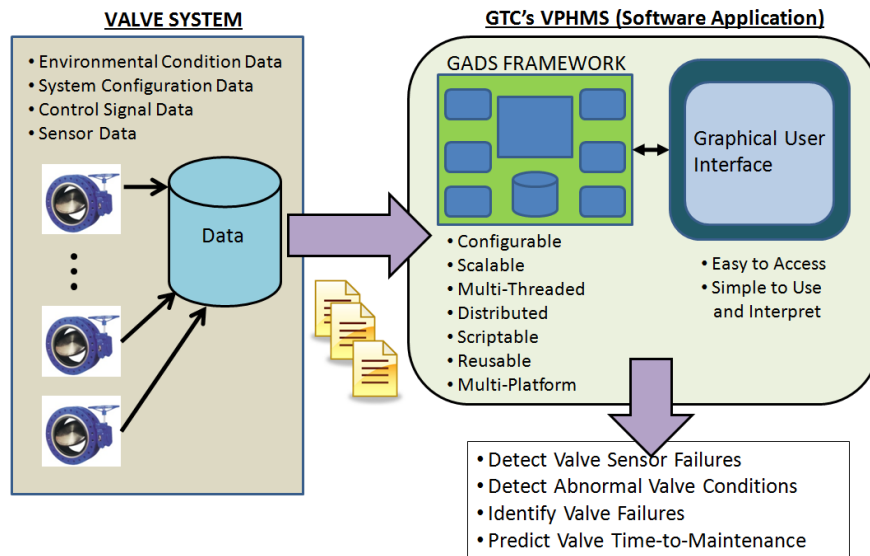 VALVE SYSTEM
• Environmental Condition Data
• System Configuration Data
• Control Signal Data
• Sensor Data
Data
GTC's VPHMS (Software Application)
GADS FRAMEWORK
Graphical User
Interface
• Configurable
• Scalable
• Multi-Threaded
• Distributed
• Scriptable
• Reusable
• Multi-Platform
• Easy to Access
• Simple to Use
and Interpret
• Detect Valve Sensor Failures
• Detect Abnormal Valve Conditions
• Identify Valve Failures
• Predict Valve Time-to-Maintenance